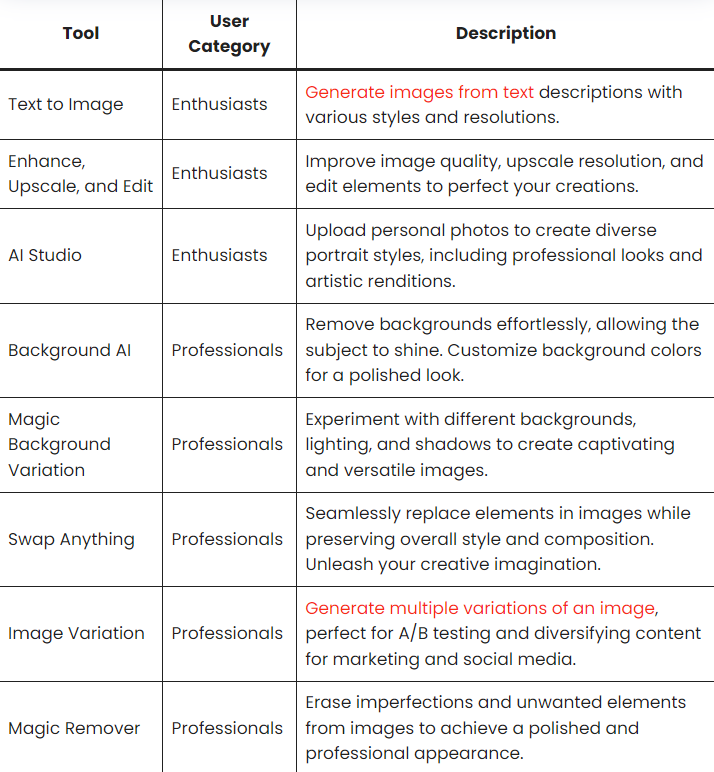 Tool
User
Category
Description
Text to Image
Enthusiasts
Generate images from text descriptions with
various styles and resolutions.
Enhance,
Upscale, and Edit
Enthusiasts
Improve image quality, upscale resolution, and
edit elements to perfect your creations.
AI Studio
Enthusiasts
Upload personal photos to create diverse
portrait styles, including professional looks and
artistic renditions.
Background AI
Professionals
Remove backgrounds effortlessly, allowing the
subject to shine. Customize background colors
for a polished look.
Magic
Background
Variation
Professionals
Experiment with different backgrounds,
lighting, and shadows to create captivating
and versatile images.
Swap Anything
Professionals
Seamlessly replace elements in images while
preserving overall style and composition.
Unleash your creative imagination.
Image Variation
Professionals
Generate multiple variations of an image,
perfect for A/B testing and diversifying content
for marketing and social media.
Magic Remover
Professionals
Erase imperfections and unwanted elements
from images to achieve a polished and
professional appearance.